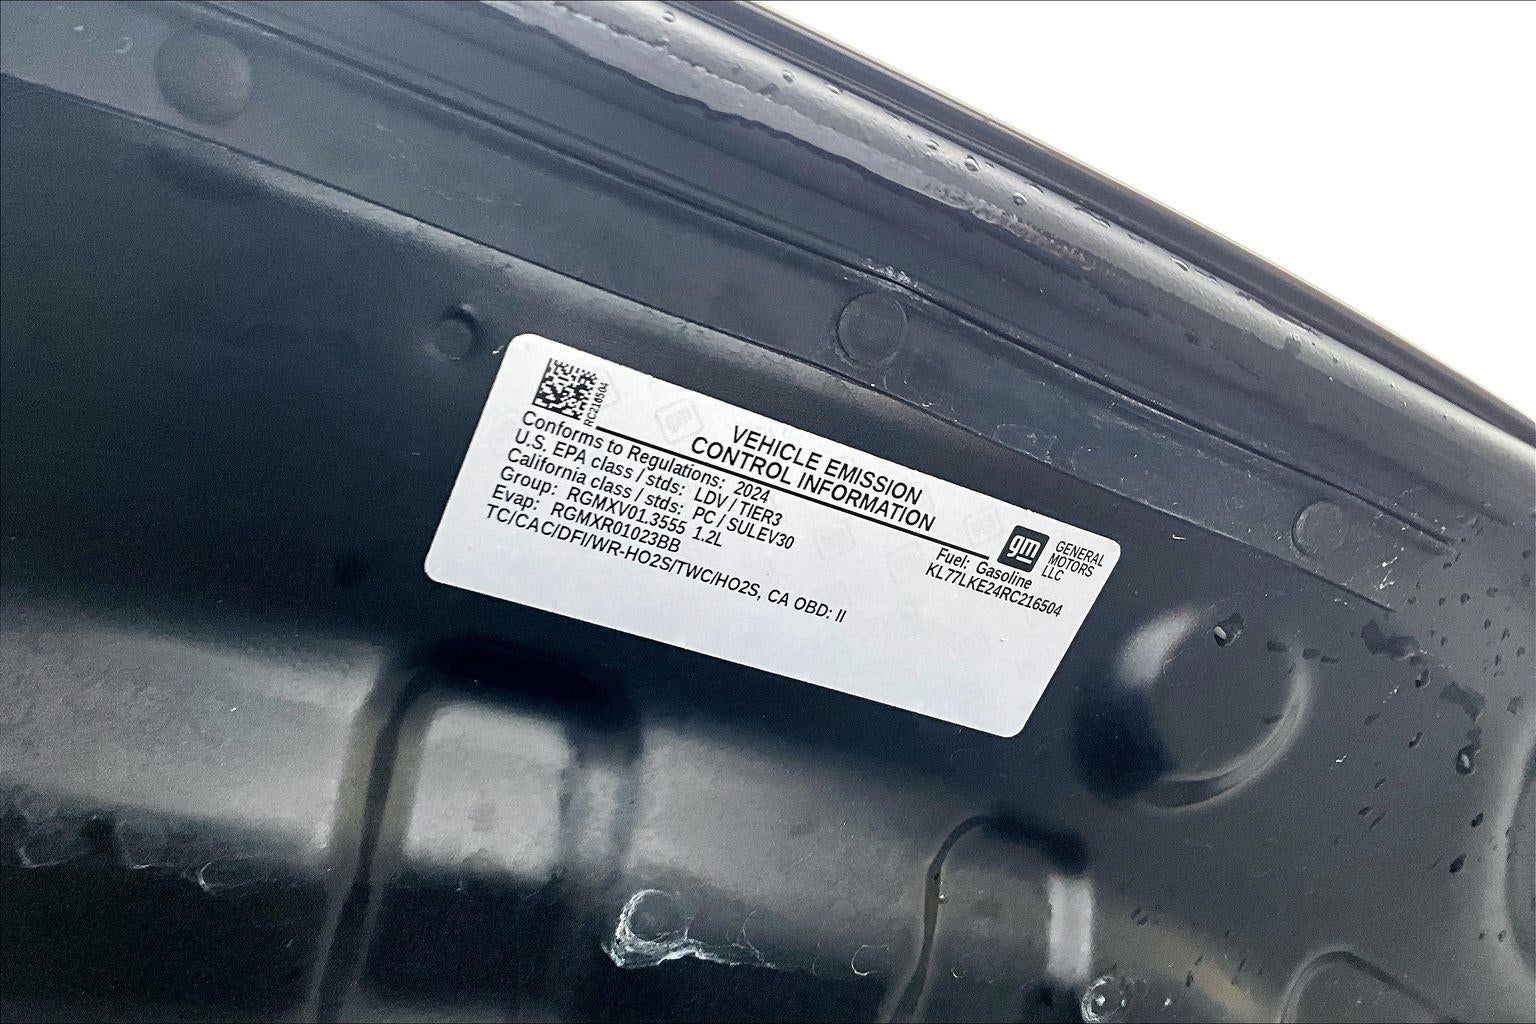 RC216504
VEHICLE EMISSION
CONTROL INFORMATION
gm
GENERAL
MOTORS
LLC
Conforms to Regulations: 2024
U.S. EPA class / stds: LDV / TIER3
California class / stds: PC / SULEV30
Group: RGMXV01.3555 1.2L
Evap: RGMXR01023BB
TC/CAC/DFI/WR-HO2S/TWC/HO2S, CA OBD: II
Fuel: Gasoline
KL77LKE24RC216504